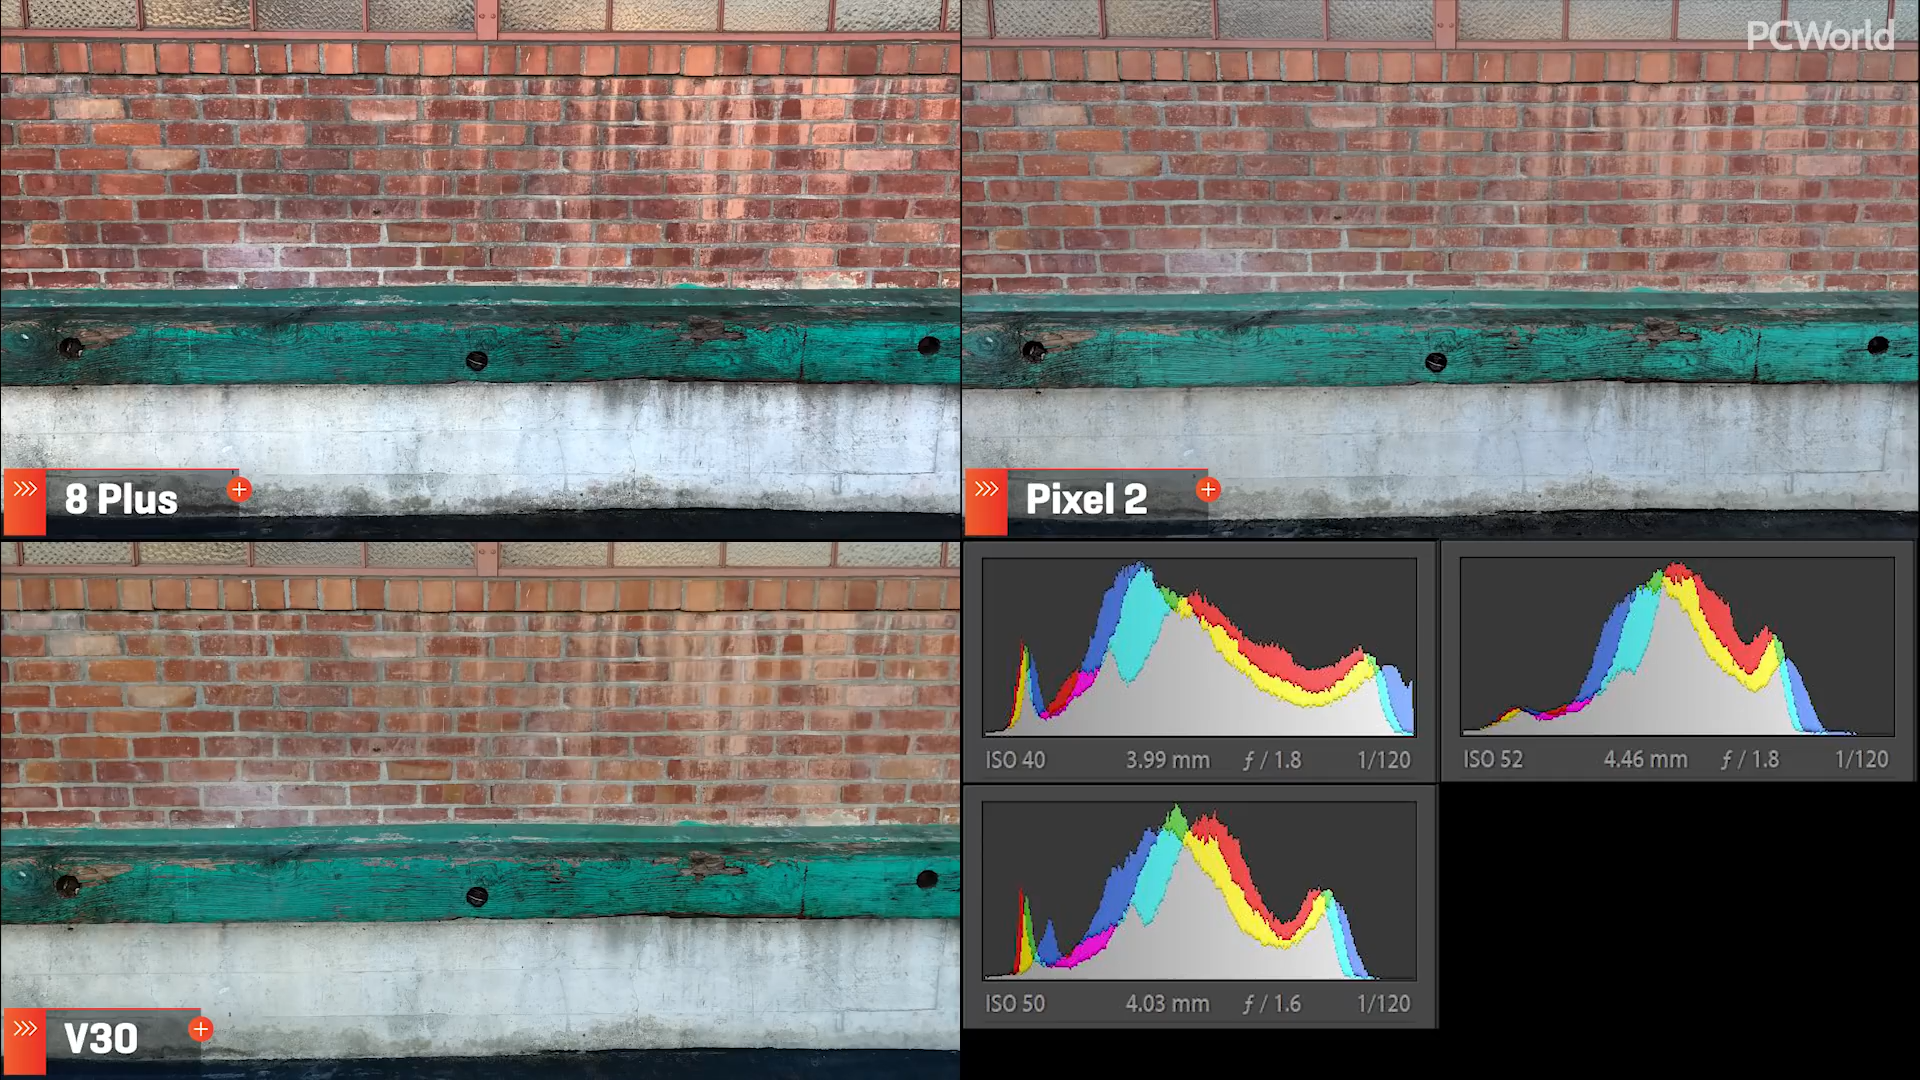 PCWorld
8 Plus
Pixel 2
ISO 40 3.99 mm ƒ / 1.8 1/120
ISO 52 4.46 mm ƒ / 1.8 1/120
V30
ISO 50 4.03 mm ƒ / 1.6 1/120